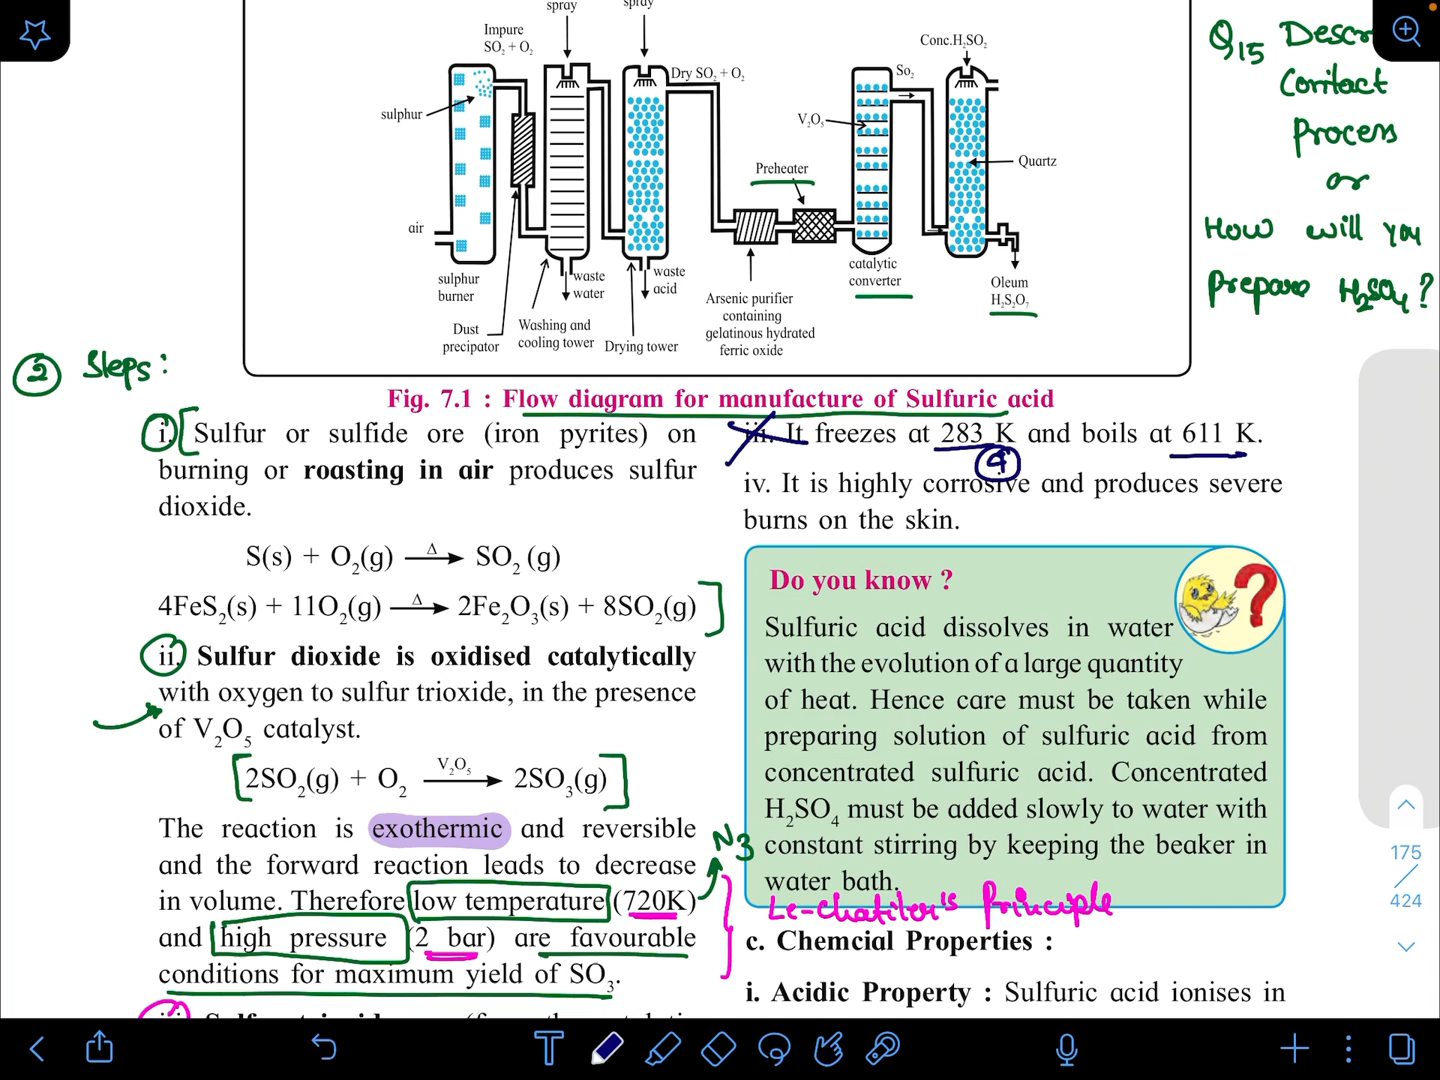 spray
spray
Impure
SO2 + O2
Conc.H2SO4
Dry SO2 + O2
So2
sulphur
V2O5
Preheater
Quartz
air
sulphur
burner
waste
water
waste
acid
catalytic
converter
Oleum
H2S2O7
Dust
precipator
Washing and
cooling tower
Drying tower
Arsenic purifier
containing
gelatinous hydrated
ferric oxide
Q15
Contact
Process
or
How will you
Prepare H2SO4?
2 Steps:
Fig. 7.1 : Flow diagram for manufacture of Sulfuric acid
i. Sulfur or sulfide ore (iron pyrites) on
burning or roasting in air produces sulfur
dioxide.
S(s) + O2(g) Δ→ SO2 (g)
4FeS2(s) + 11O2(g) Δ→ 2Fe2O3(s) + 8SO2(g)
ii. Sulfur dioxide is oxidised catalytically
with oxygen to sulfur trioxide, in the presence
of V2O5 catalyst.
2SO2(g) + O2 V2O5→ 2SO3(g)
The reaction is exothermic and reversible
and the forward reaction leads to decrease
in volume. Therefore low temperature (720K)
and high pressure (2 bar) are favourable
conditions for maximum yield of SO3.
iii. It freezes at 283 K and boils at 611 K.
iv. It is highly corrosive and produces severe
burns on the skin.
Do you know ?
Sulfuric acid dissolves in water
with the evolution of a large quantity
of heat. Hence care must be taken while
preparing solution of sulfuric acid from
concentrated sulfuric acid. Concentrated
H2SO4 must be added slowly to water with
constant stirring by keeping the beaker in
water bath.
N3
Le-chatiler's Principle
c. Chemcial Properties :
i. Acidic Property : Sulfuric acid ionises in
175
424